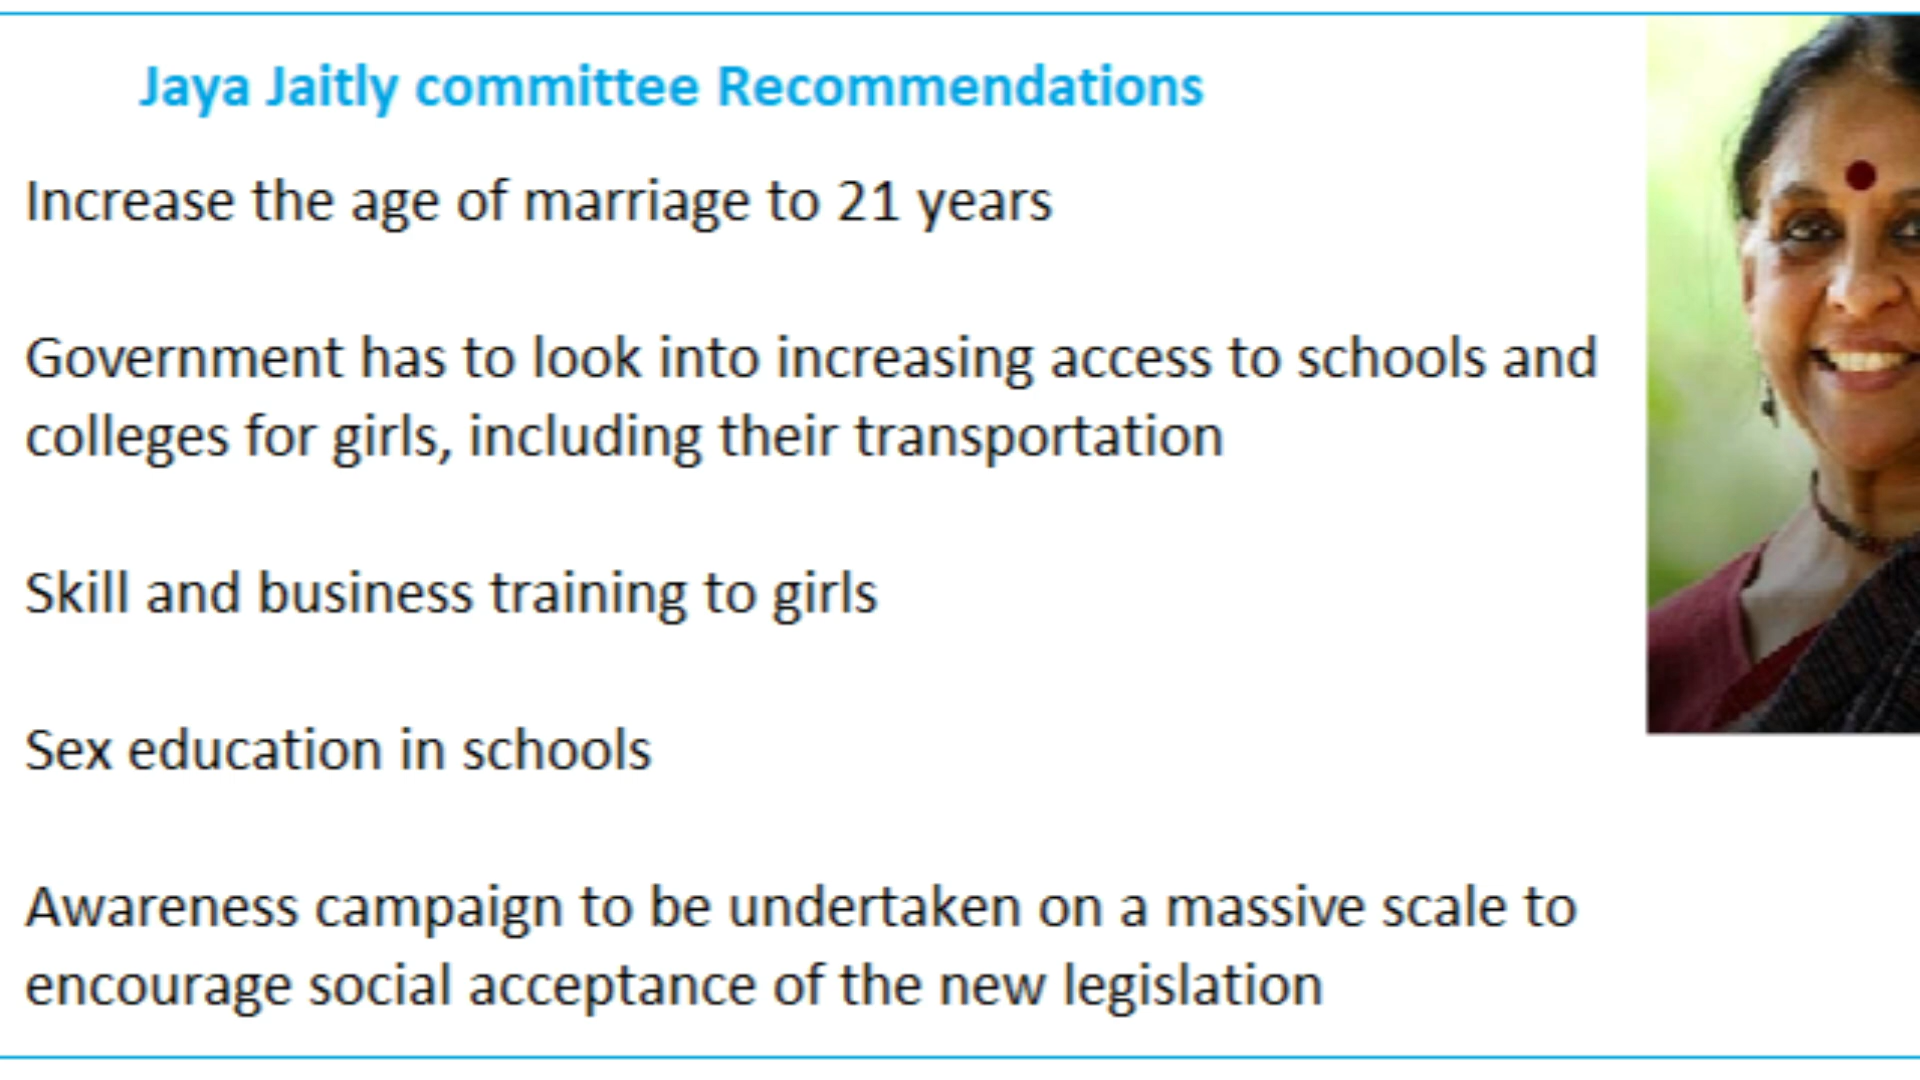 Jaya Jaitly committee Recommendations
Increase the age of marriage to 21 years
Government has to look into increasing access to schools and
colleges for girls, including their transportation
Skill and business training to girls
Sex education in schools
Awareness campaign to be undertaken on a massive scale to
encourage social acceptance of the new legislation